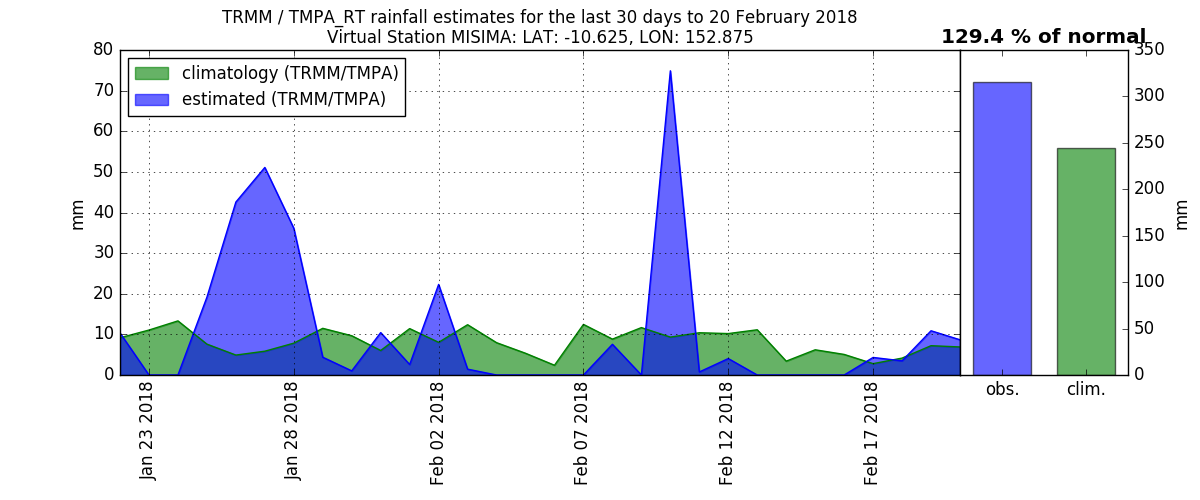 TRMM / TMPA_RT rainfall estimates for the last 30 days to 20 February 2018
Virtual Station MISIMA: LAT: -10.625, LON: 152.875
129.4 % of normal
climatology (TRMM/TMPA)
estimated (TRMM/TMPA)
80
70
60
50
40
30
20
10
0
mm
Jan 23 2018
Jan 28 2018
Feb 02 2018
Feb 07 2018
Feb 12 2018
Feb 17 2018
obs.
clim.
350
300
250
200
150
100
50
0
mm